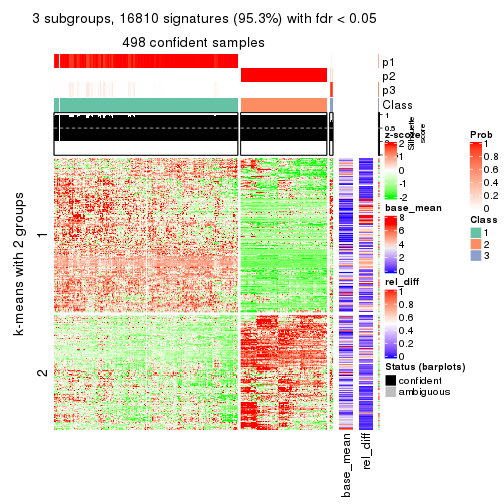 3 subgroups, 16810 signatures (95.3%) with fdr < 0.05
498 confident samples
p1
p2
p3
Class
1
0.5
0
Silhouette
score
k-means with 2 groups
1
2
base_mean
rel_diff
z-score
2
1
0
-1
-2
base_mean
8
6
4
2
0
rel_diff
1
0.8
0.6
0.4
0.2
0
Status (barplots)
confident
ambiguous
Prob
1
0.8
0.6
0.4
0.2
0
Class
1
2
3